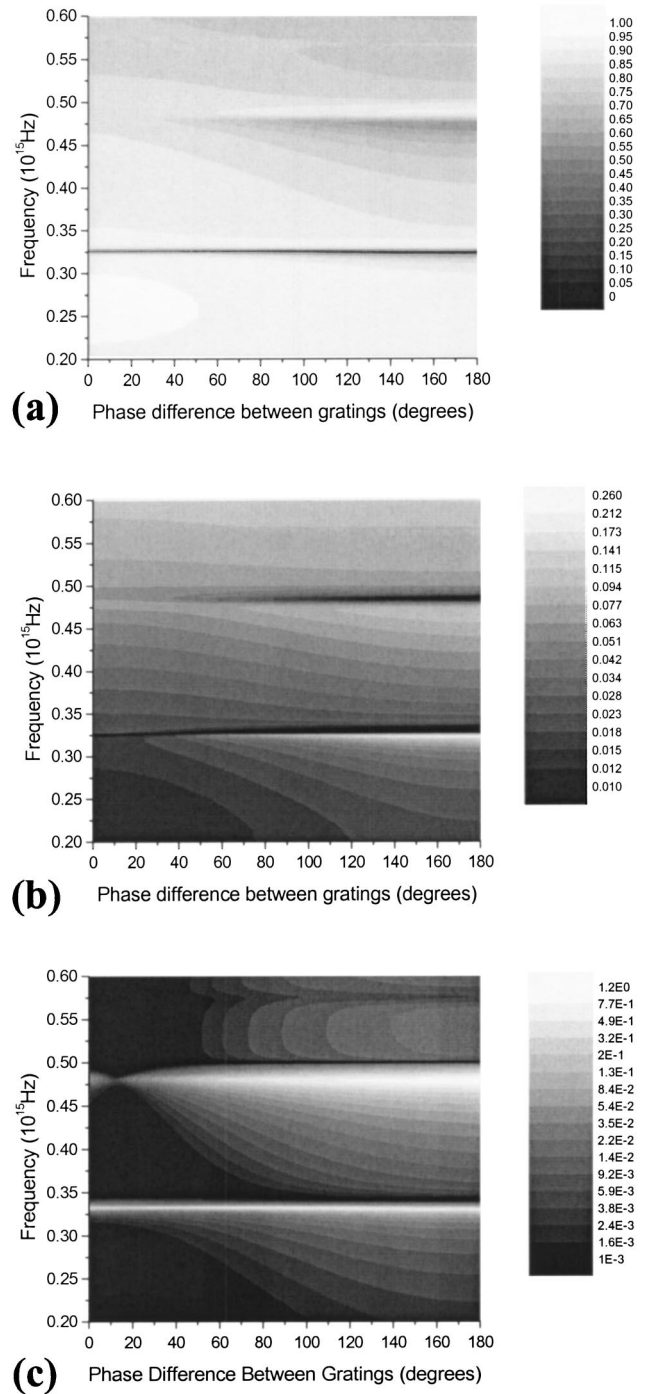 0.60
0.55
0.50
0.45
0.40
0.35
0.30
0.25
0.20
Frequency (10¹⁵Hz)
0 20 40 60 80 100 120 140 160 180
Phase difference between gratings (degrees)
(a)
1.00
0.95
0.90
0.85
0.80
0.70
0.65
0.60
0.55
0.50
0.45
0.40
0.35
0.30
0.25
0.20
0.15
0.10
0.05
0
0.60
0.55
0.50
0.45
0.40
0.35
0.30
0.25
0.20
Frequency (10¹⁵Hz)
0 20 40 60 80 100 120 140 160 180
Phase difference between gratings (degrees)
(b)
0.260
0.212
0.173
0.141
0.115
0.094
0.077
0.063
0.051
0.042
0.034
0.028
0.023
0.018
0.015
0.012
0.010
0.60
0.55
0.50
0.45
0.40
0.35
0.30
0.25
0.20
Frequency (10¹⁵Hz)
0 20 40 60 80 100 120 140 160 180
Phase Difference Between Gratings (degrees)
(c)
1.2E0
7.7E-1
4.9E-1
3.2E-1
2E-1
1.3E-1
8.4E-2
5.4E-2
3.5E-2
2.2E-2
1.4E-2
9.2E-3
5.9E-3
3.8E-3
2.4E-3
1.6E-3
1E-3